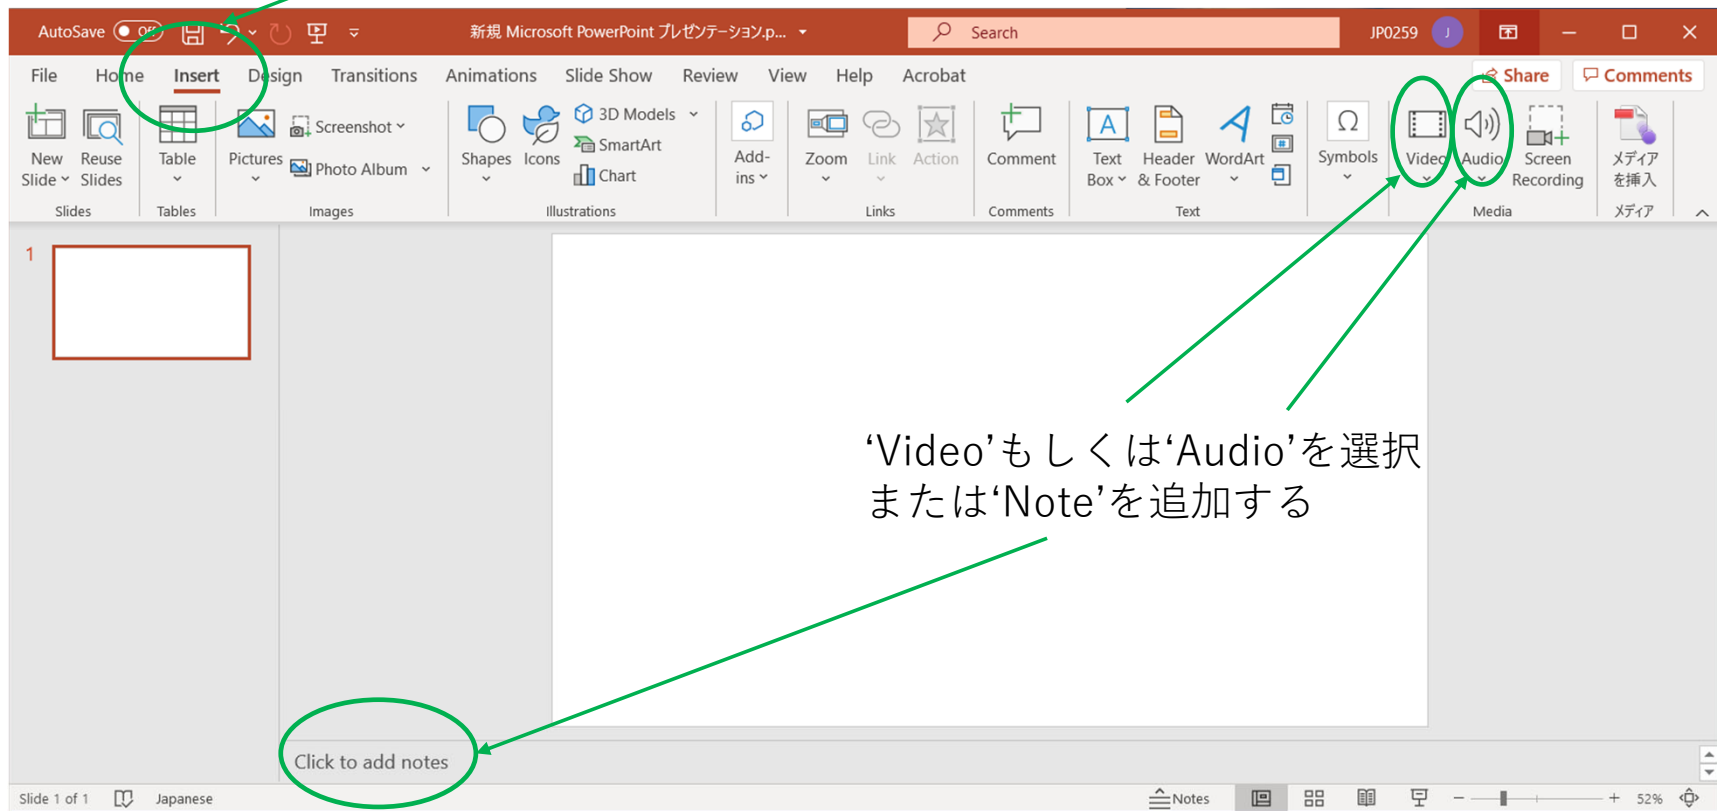 AutoSave Off 新規 Microsoft PowerPoint プレゼンテーション.p... Search JP0259 J
File Home Insert Design Transitions Animations Slide Show Review View Help Acrobat Share Comments
New Slide Reuse Slides Table Pictures Screenshot Photo Album Shapes Icons 3D Models SmartArt Chart Add-ins Zoom Link Action Comment Text Box Header & Footer WordArt Symbols Video Audio Screen Recording メディアを挿入
Slides Tables Images Illustrations Links Comments Text Media メディア
1
‘Video’もしくは‘Audio’を選択
または‘Note’を追加する
Click to add notes
Slide 1 of 1 Japanese Notes 52%